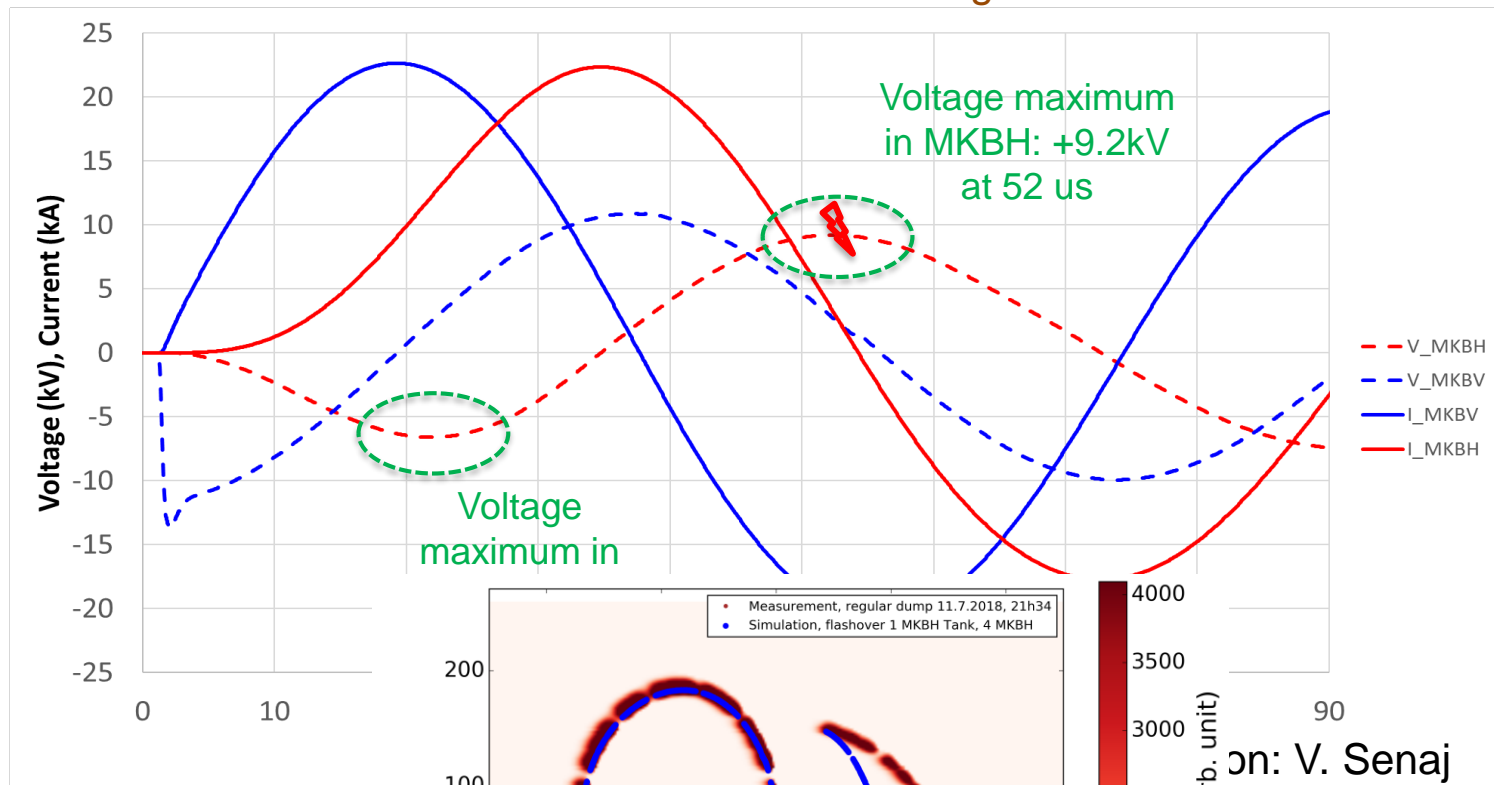 25
20
15
10
5
0
-5
-10
-15
-20
-25
Voltage (kV), Current (kA)
Voltage maximum
in MKBH: +9.2kV
at 52 us
V_MKBH
V_MKBV
I_MKBV
I_MKBH
Voltage
maximum in
0
10
90
Measurement, regular dump 11.7.2018, 21h34
Simulation, flashover 1 MKBH Tank, 4 MKBH
200
100
4000
3500
3000
rb. unit)
on: V. Senaj